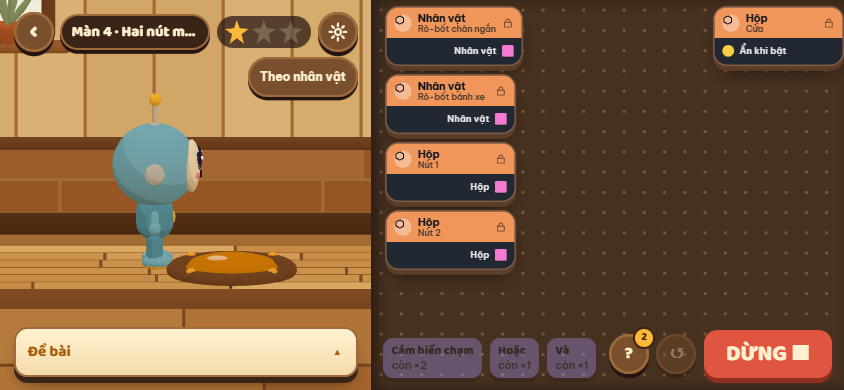 Màn 4 · Hai nút m...
Theo nhân vật
Đề bài
Nhân vật
Rô-bốt chân ngắn
Nhân vật
Nhân vật
Rô-bốt bánh xe
Nhân vật
Hộp
Nút 1
Hộp
Hộp
Nút 2
Hộp
Hộp
Cửa
Ẩn khi bật
Cảm biến chạm
còn ×2
Hoặc
còn ×1
Và
còn ×1
?
2
DỪNG